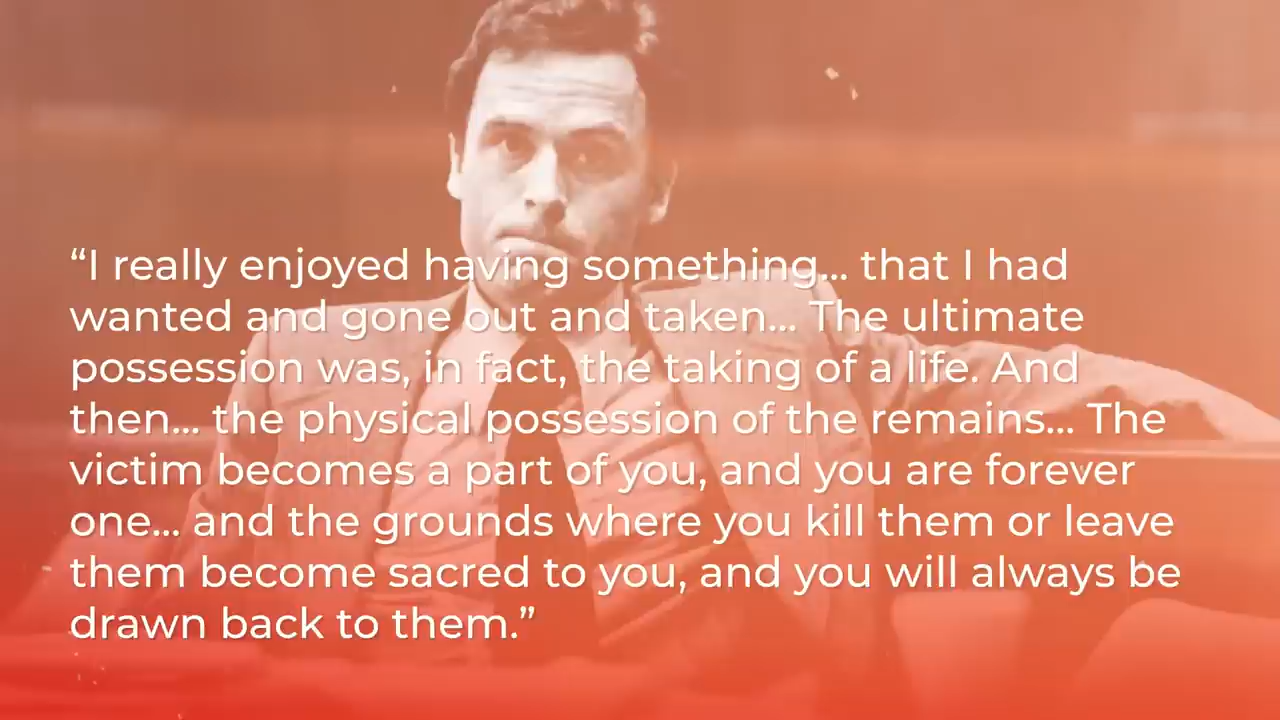 “I really enjoyed having something... that I had
wanted and gone out and taken... The ultimate
possession was, in fact, the taking of a life. And
then... the physical possession of the remains... The
victim becomes a part of you, and you are forever
one... and the grounds where you kill them or leave
them become sacred to you, and you will always be
drawn back to them.”